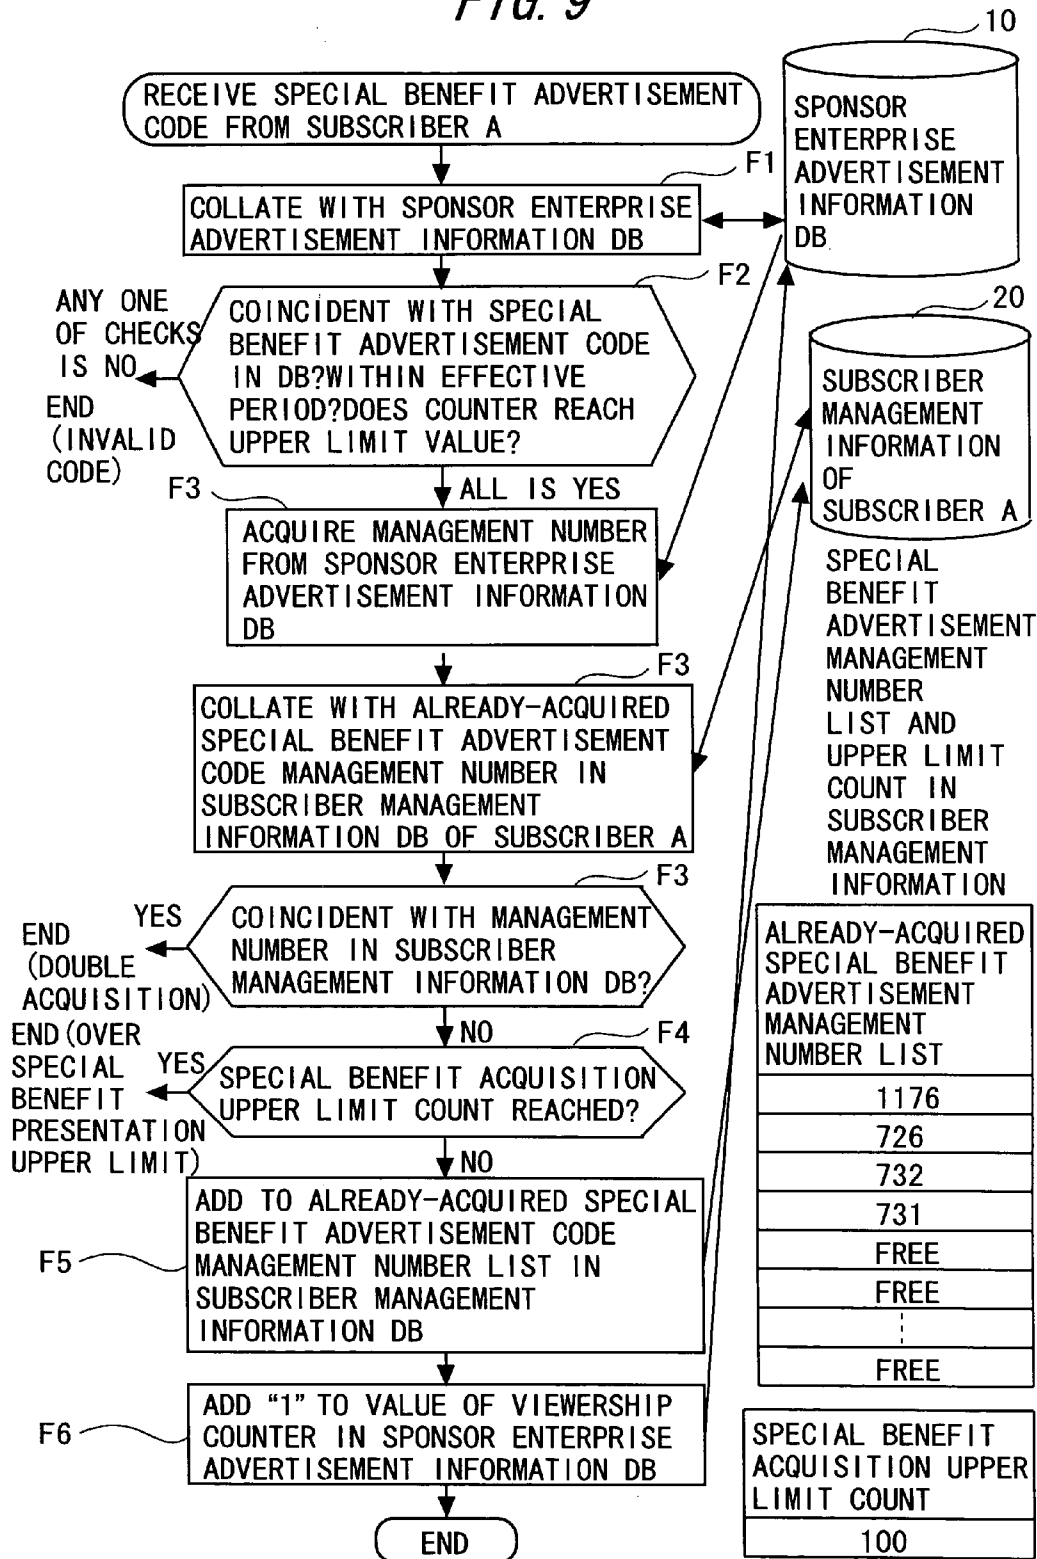 FIG. 9
10
RECEIVE SPECIAL BENEFIT ADVERTISEMENT
CODE FROM SUBSCRIBER A
SPONSOR
ENTERPRISE
ADVERTISEMENT
INFORMATION
DB
F1
COLLATE WITH SPONSOR ENTERPRISE
ADVERTISEMENT INFORMATION DB
F2
ANY ONE
OF CHECKS
IS NO
END
(INVALID
CODE)
COINCIDENT WITH SPECIAL
BENEFIT ADVERTISEMENT CODE
IN DB?WITHIN EFFECTIVE
PERIOD?DOES COUNTER REACH
UPPER LIMIT VALUE?
20
SUBSCRIBER
MANAGEMENT
INFORMATION
OF
SUBSCRIBER A
F3
ALL IS YES
ACQUIRE MANAGEMENT NUMBER
FROM SPONSOR ENTERPRISE
ADVERTISEMENT INFORMATION
DB
SPECIAL
BENEFIT
ADVERTISEMENT
MANAGEMENT
NUMBER
LIST AND
UPPER LIMIT
COUNT IN
SUBSCRIBER
MANAGEMENT
INFORMATION
F3
COLLATE WITH ALREADY-ACQUIRED
SPECIAL BENEFIT ADVERTISEMENT
CODE MANAGEMENT NUMBER IN
SUBSCRIBER MANAGEMENT
INFORMATION DB OF SUBSCRIBER A
F3
YES
END
(DOUBLE
ACQUISITION)
COINCIDENT WITH MANAGEMENT
NUMBER IN SUBSCRIBER
MANAGEMENT INFORMATION DB?
NO
F4
END(OVER
SPECIAL
BENEFIT
PRESENTATION
UPPER LIMIT)
YES
SPECIAL BENEFIT ACQUISITION
UPPER LIMIT COUNT REACHED?
NO
ALREADY-ACQUIRED
SPECIAL BENEFIT
ADVERTISEMENT
MANAGEMENT
NUMBER LIST
1176
726
732
731
FREE
FREE
FREE
F5
ADD TO ALREADY-ACQUIRED SPECIAL
BENEFIT ADVERTISEMENT CODE
MANAGEMENT NUMBER LIST IN
SUBSCRIBER MANAGEMENT
INFORMATION DB
F6
ADD "1" TO VALUE OF VIEWERSHIP
COUNTER IN SPONSOR ENTERPRISE
ADVERTISEMENT INFORMATION DB
SPECIAL BENEFIT
ACQUISITION UPPER
LIMIT COUNT
100
END